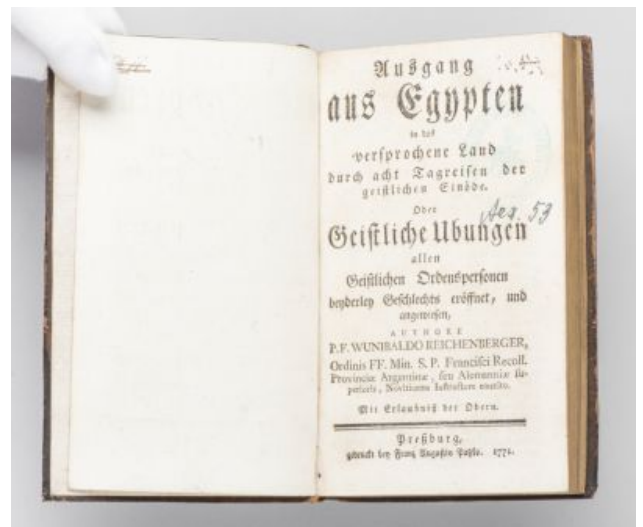 Ausgang
aus Egypten
in das
versprochene Land
durch acht Tagreisen der
geistlichen Einöde.
Oder
Geistliche Ubungen
allen
Geistlichen Ordenspersonen
beyderley Geschlechts eröffnet, und
angewiesen,
AUTHORE
P. F. WUNIBALDO REICHENBERGER,
Ordinis FF. Min. S. P. Francisci Recoll.
Provinciæ Argentinæ, seu Alemanniæ su-
perioris, Novitiorum Instructore emerito.
Mit Erlaubniß der Obern.
Preßburg,
gedruckt bey Franz Augustin Patzko. 1771.
53